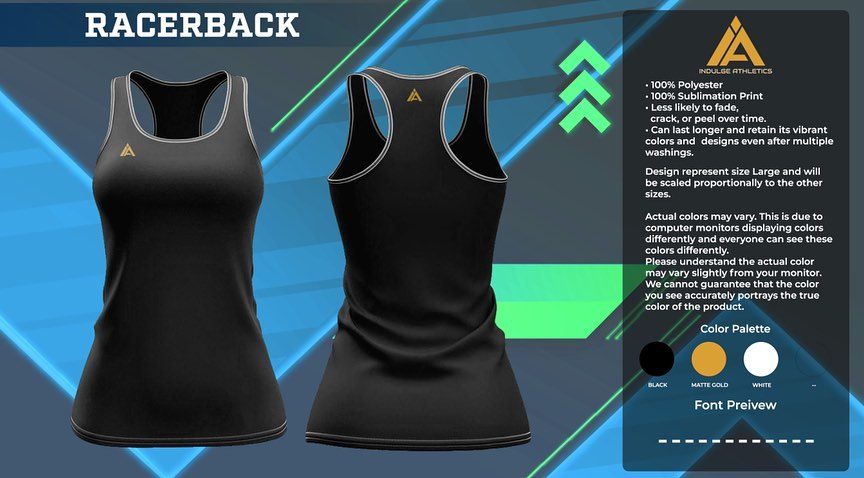 RACERBACK
INDULGE ATHLETICS
• 100% Polyester
• 100% Sublimation Print
• Less likely to fade,
crack, or peel over time.
• Can last longer and retain its vibrant
colors and designs even after multiple
washings.
Design represent size Large and will
be scaled proportionally to the other
sizes.
Actual colors may vary. This is due to
computer monitors displaying colors
differently and everyone can see these
colors differently.
Please understand the actual color
may vary slightly from your monitor.
We cannot guarantee that the color
you see accurately portrays the true
color of the product.
Color Palette
BLACK MATTE GOLD WHITE --
Font Preivew
_ _ _ _ _ _ _ _ _ _ _ _ _